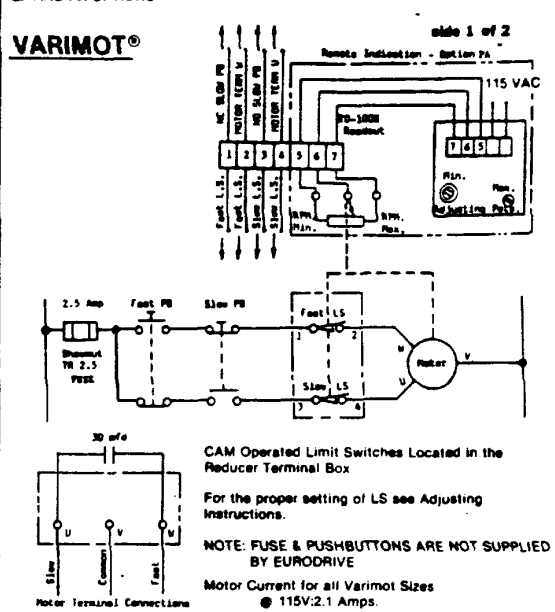 VARIMOT®
side 1 of 2
Remote Indication - Option PA
115 VAC
NC SLOW PB
MOTOR TERM W
NO SLOW PB
MOTOR TERM U
Readout
1 2 3 4 5 6 7
7 6 5
Min.
Max.
Adjusting Pots.
Fast L.S.
Fast L.S.
Slow L.S.
Slow L.S.
RPM. Min.
RPM. Max.
2.5 Amp
Fast PB
Slow PB
Fast LS
1 2
Shawmut
TR 2.5
W
Motor
V
U
Slow LS
3 4
30 mfd
U V W
Slow
Common
Fast
Motor Terminal Connections
CAM Operated Limit Switches Located in the
Reducer Terminal Box
For the proper setting of LS see Adjusting
Instructions.
NOTE: FUSE & PUSHBUTTONS ARE NOT SUPPLIED
BY EURODRIVE
Motor Current for all Varimot Sizes
@ 115V:2.1 Amps.